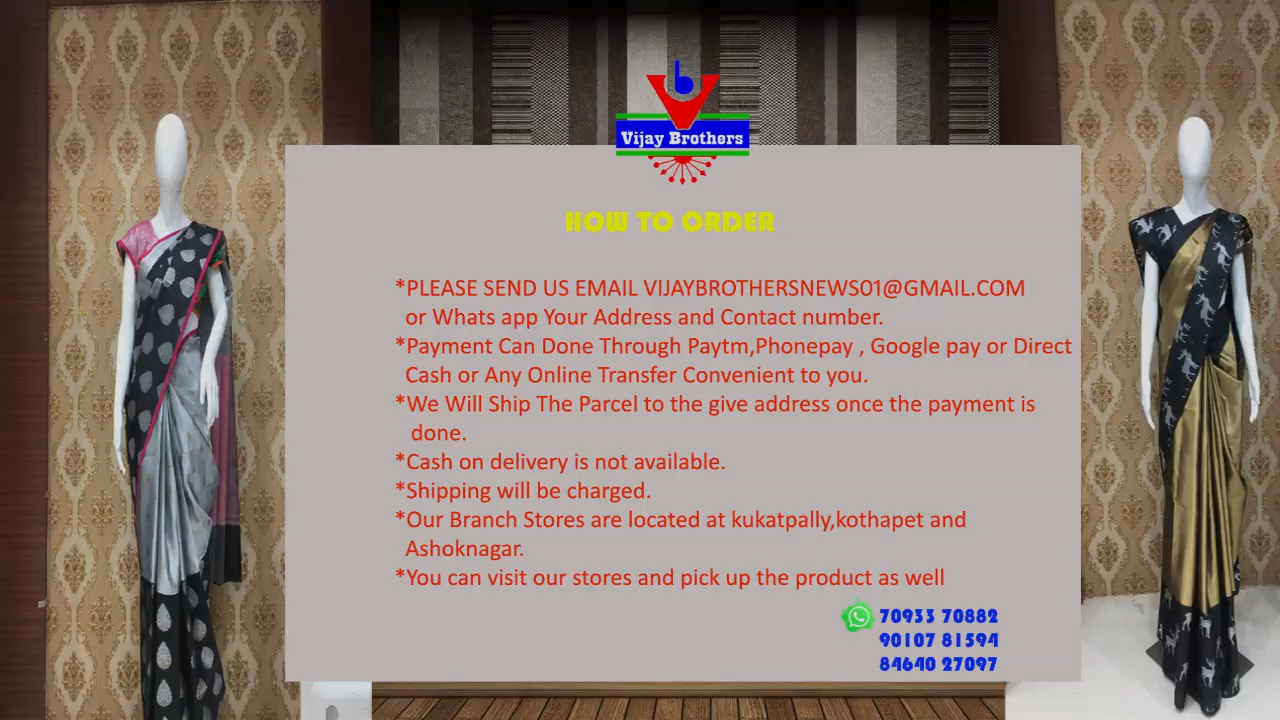 b
Vijay Brothers
HOW TO ORDER
*PLEASE SEND US EMAIL VIJAYBROTHERSNEWS01@GMAIL.COM
or Whats app Your Address and Contact number.
*Payment Can Done Through Paytm,Phonepay , Google pay or Direct
Cash or Any Online Transfer Convenient to you.
*We Will Ship The Parcel to the give address once the payment is
done.
*Cash on delivery is not available.
*Shipping will be charged.
*Our Branch Stores are located at kukatpally,kothapet and
Ashoknagar.
*You can visit our stores and pick up the product as well
70933 70882
90107 81594
84640 27097